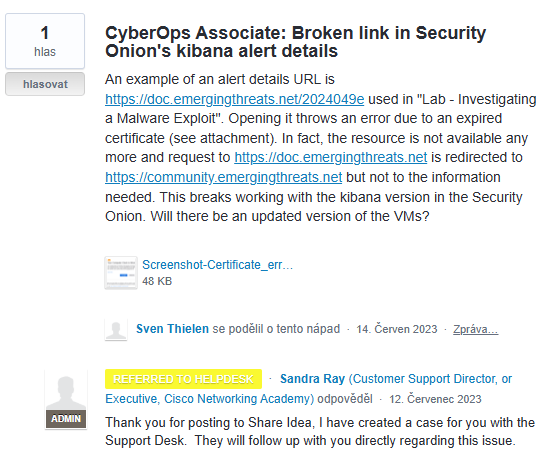 1
hlas
hlasovat
CyberOps Associate: Broken link in Security
Onion's kibana alert details
An example of an alert details URL is
https://doc.emergingthreats.net/2024049e used in "Lab - Investigating
a Malware Exploit". Opening it throws an error due to an expired
certificate (see attachment). In fact, the resource is not available any
more and request to https://doc.emergingthreats.net is redirected to
https://community.emergingthreats.net but not to the information
needed. This breaks working with the kibana version in the Security
Onion. Will there be an updated version of the VMs?
Screenshot-Certificate_err…
48 KB
Sven Thielen se podělil o tento nápad · 14. Červen 2023 · Zpráva…
REFERRED TO HELPDESK · Sandra Ray (Customer Support Director, or
Executive, Cisco Networking Academy) odpověděl · 12. Červenec 2023
ADMIN
Thank you for posting to Share Idea, I have created a case for you with the
Support Desk.  They will follow up with you directly regarding this issue.